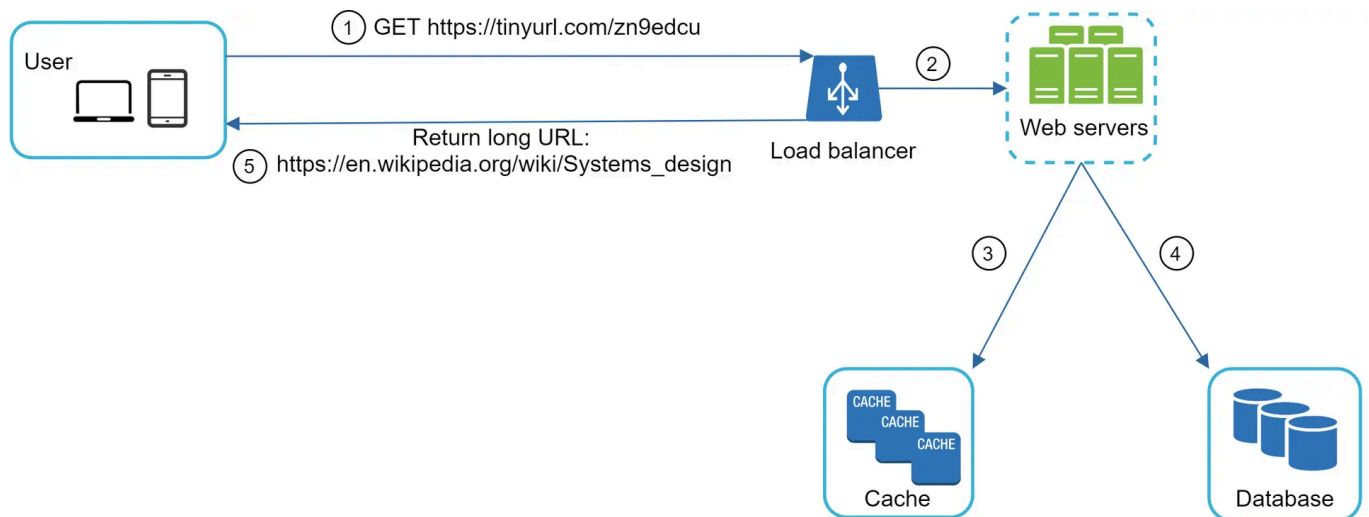 1 GET https://tinyurl.com/zn9edcu
User
2
Web servers
Load balancer
Return long URL:
5 https://en.wikipedia.org/wiki/Systems_design
3
4
CACHE
CACHE
CACHE
Cache
Database